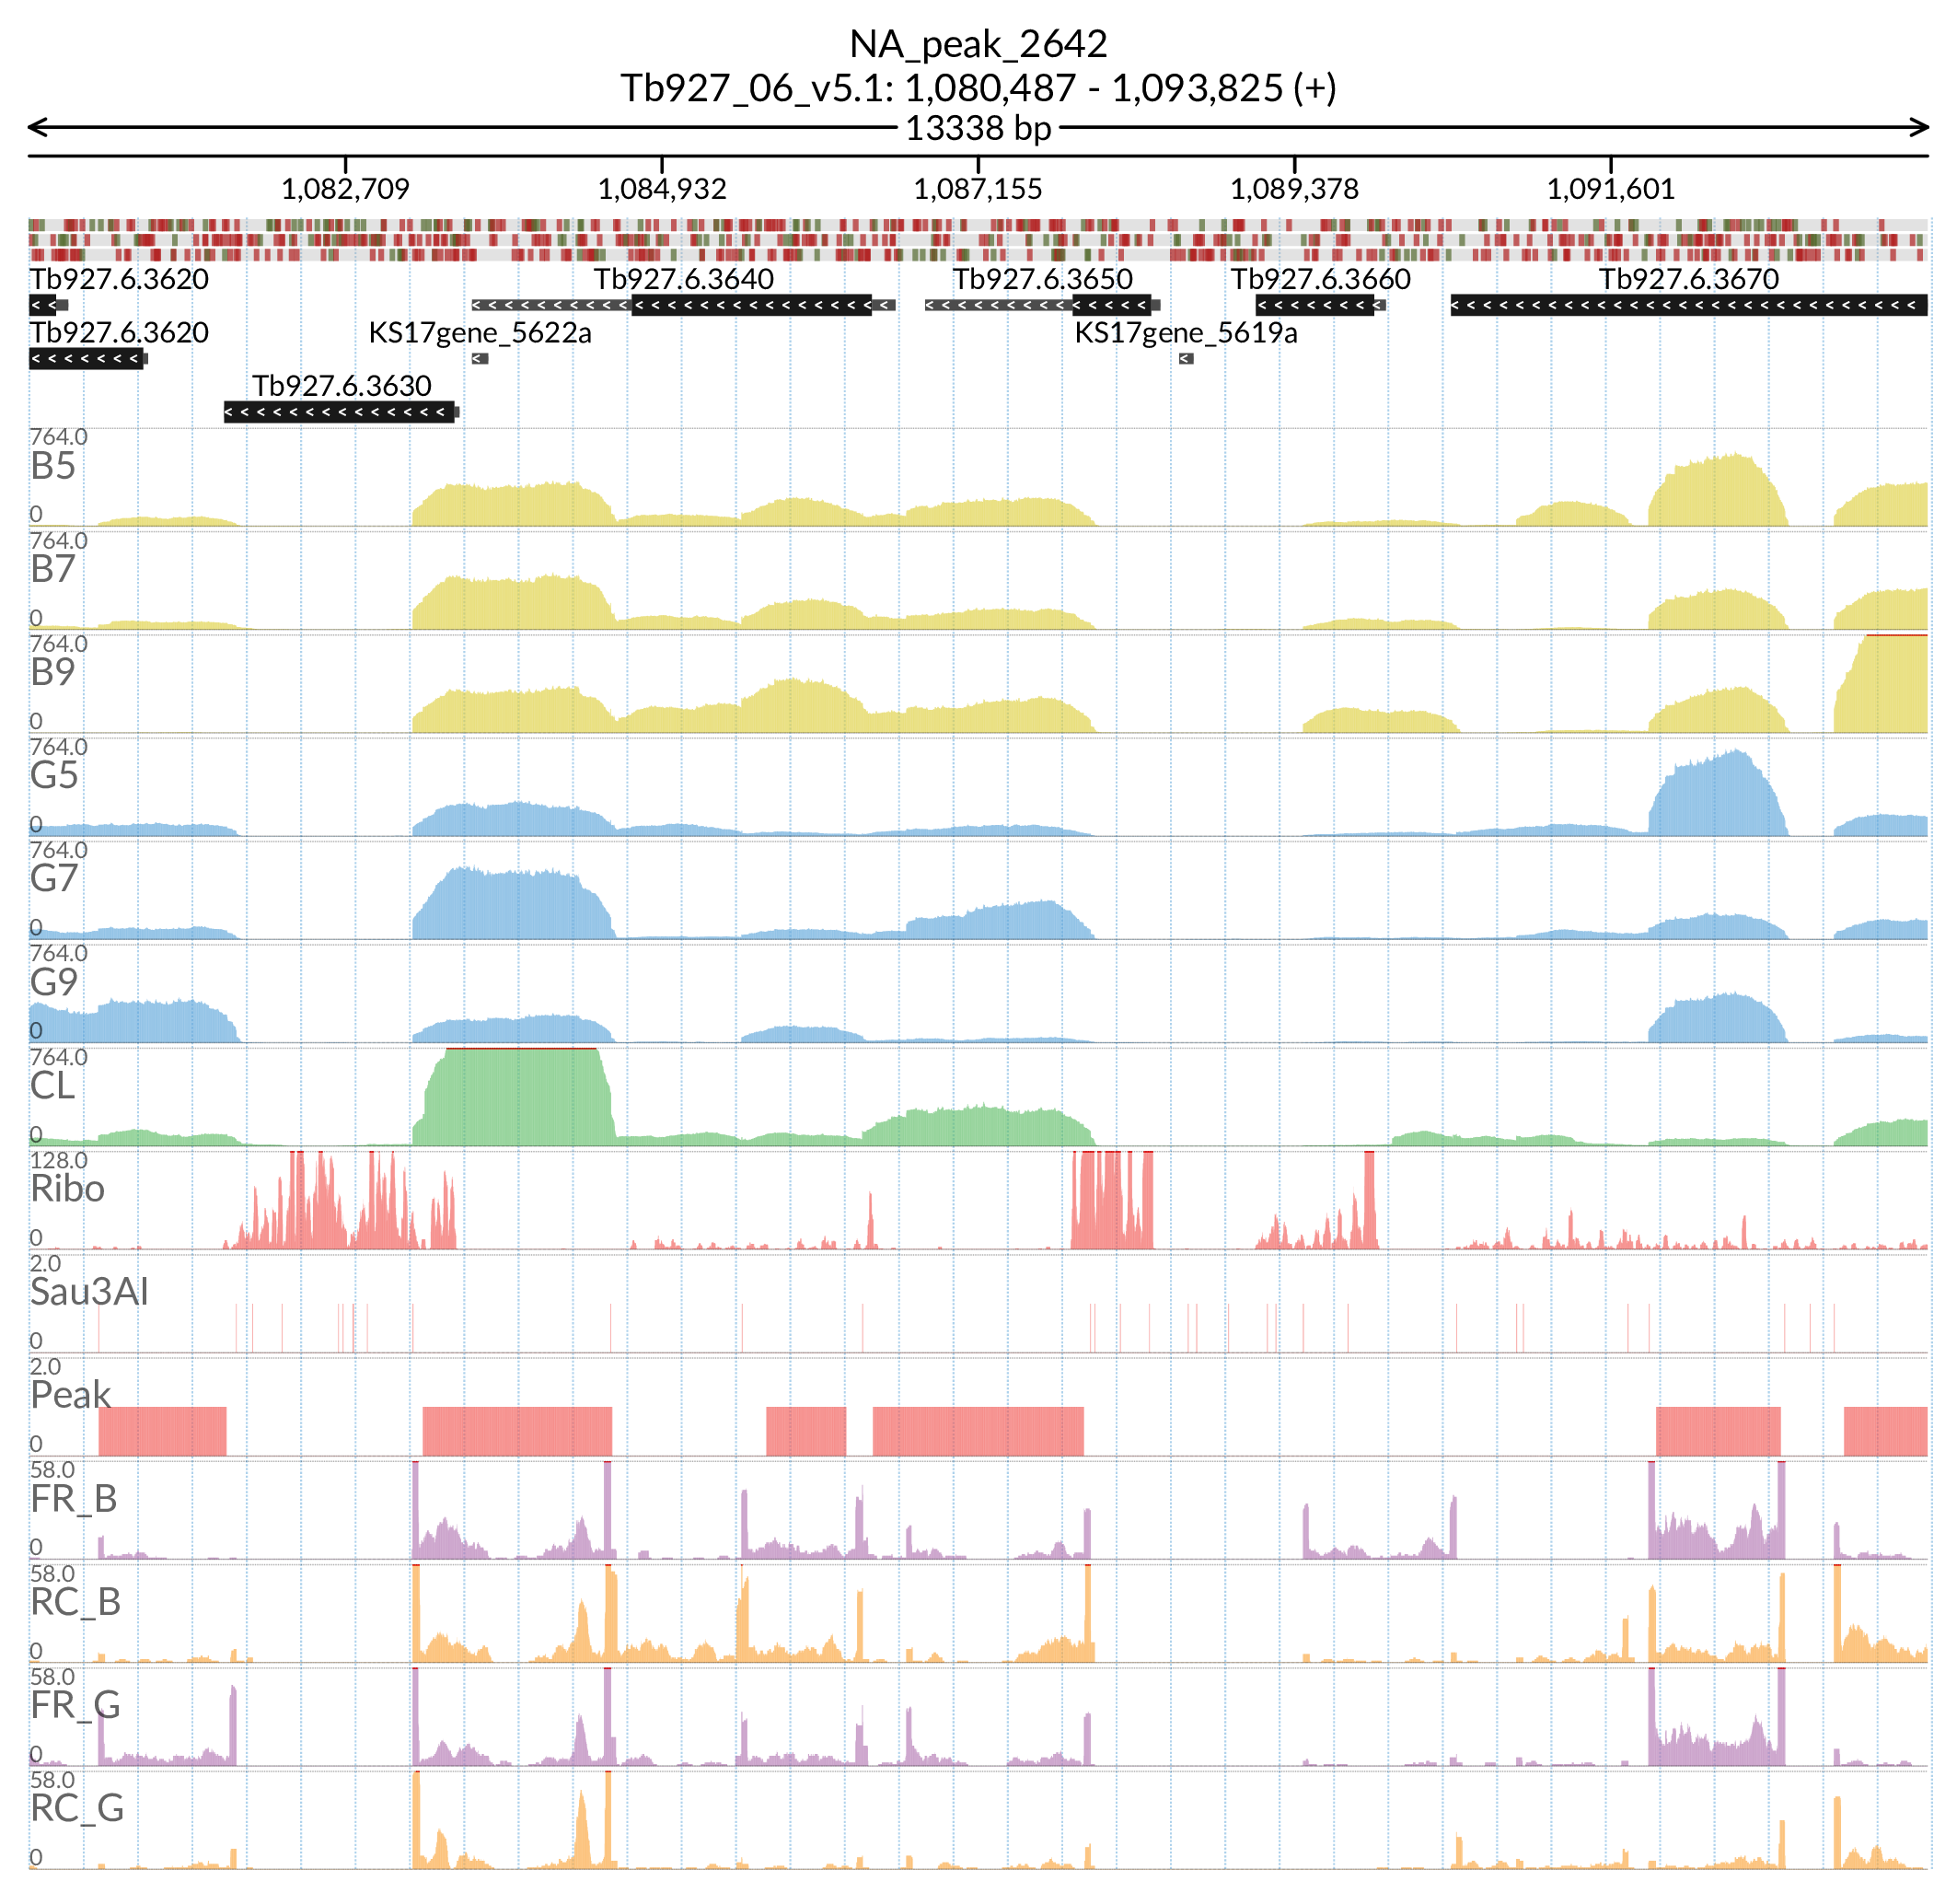 NA_peak_2642
Tb927_06_v5.1: 1,080,487 - 1,093,825 (+)
13338 bp
1,082,709 1,084,932 1,087,155 1,089,378 1,091,601
Tb927.6.3620 Tb927.6.3640 Tb927.6.3650 Tb927.6.3660 Tb927.6.3670
Tb927.6.3620 KS17gene_5622a KS17gene_5619a
Tb927.6.3630
764.0
B5
0
764.0
B7
0
764.0
B9
0
764.0
G5
0
764.0
G7
0
764.0
G9
0
764.0
CL
0
128.0
Ribo
0
2.0
Sau3AI
0
2.0
Peak
0
58.0
FR_B
0
58.0
RC_B
0
58.0
FR_G
0
58.0
RC_G
0